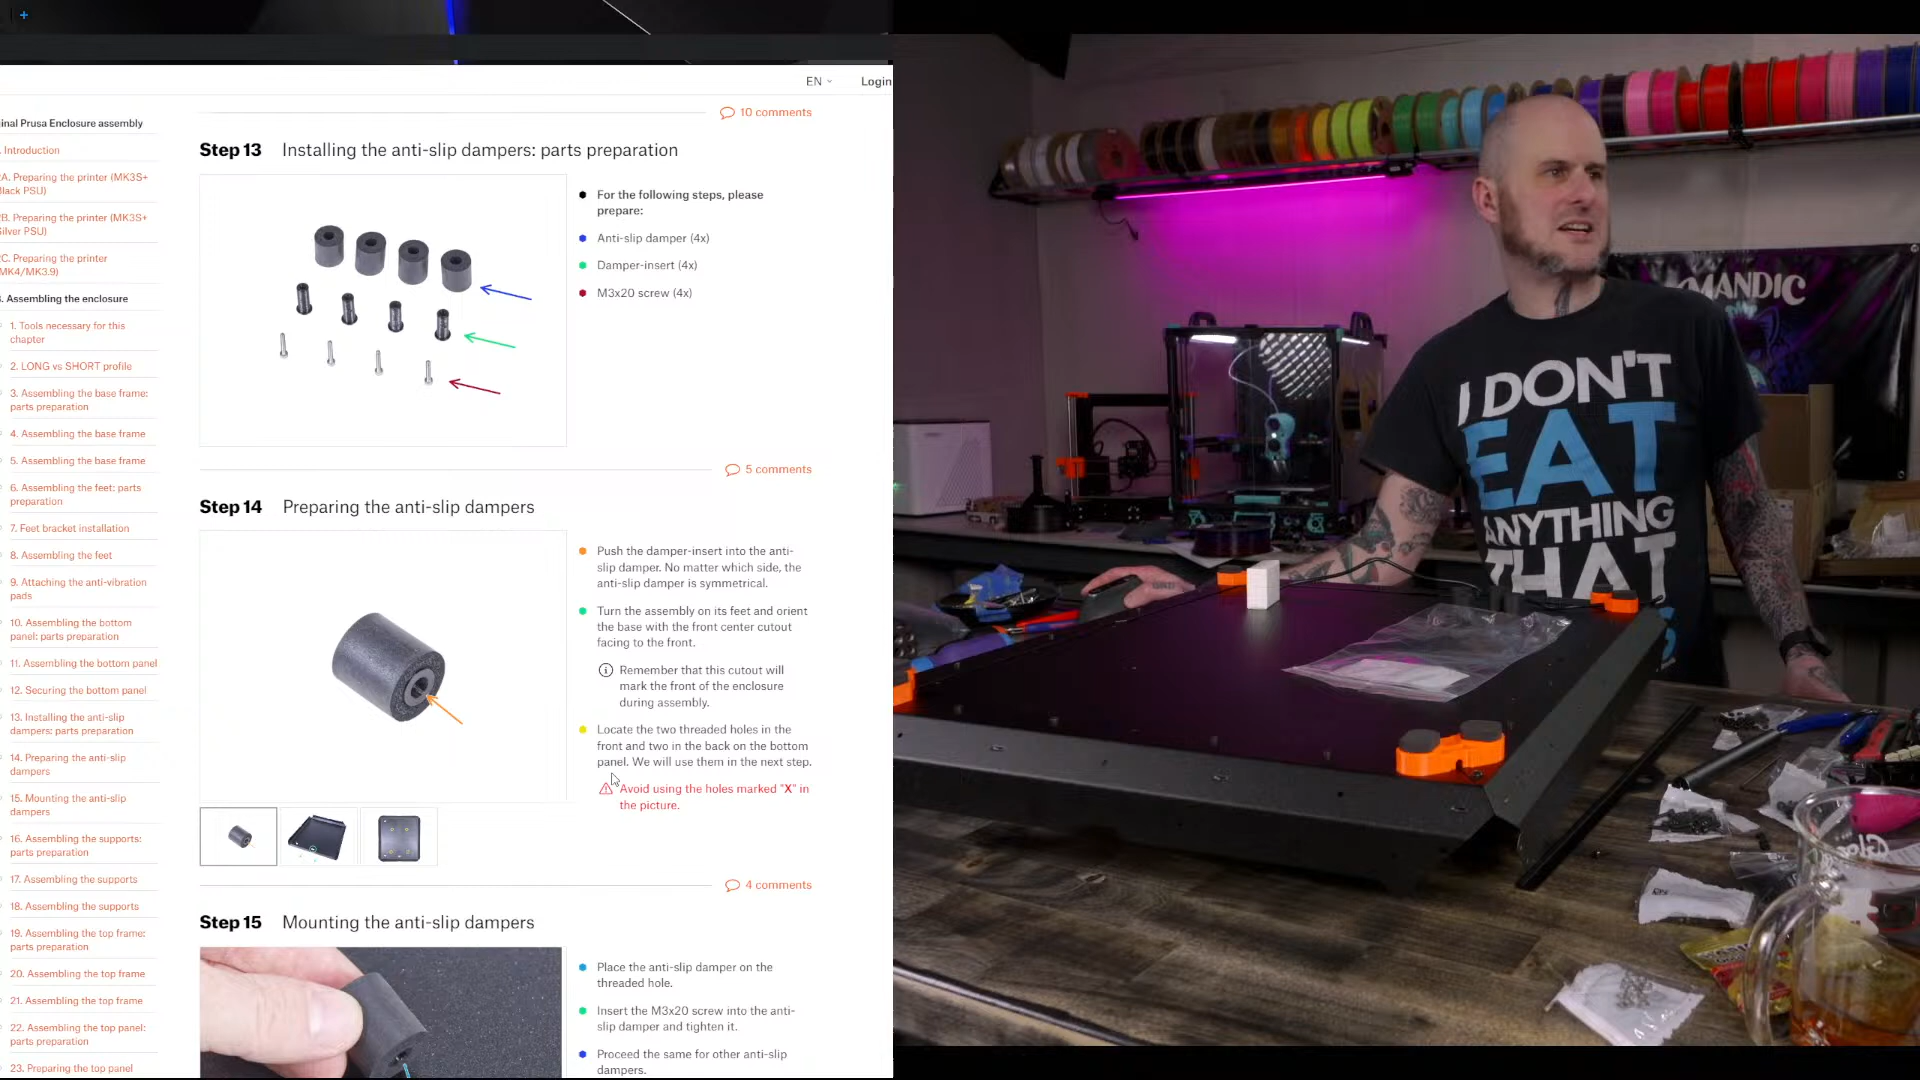 +
EN
Login
inal Prusa Enclosure assembly
. Introduction
2A. Preparing the printer (MK3S+
Black PSU)
2B. Preparing the printer (MK3S+
Silver PSU)
2C. Preparing the printer
(MK4/MK3.9)
3. Assembling the enclosure
1. Tools necessary for this
chapter
2. LONG vs SHORT profile
3. Assembling the base frame:
parts preparation
4. Assembling the base frame
5. Assembling the base frame
6. Assembling the feet: parts
preparation
7. Feet bracket installation
8. Assembling the feet
9. Attaching the anti-vibration
pads
10. Assembling the bottom
panel: parts preparation
11. Assembling the bottom panel
12. Securing the bottom panel
13. Installing the anti-slip
dampers: parts preparation
14. Preparing the anti-slip
dampers
15. Mounting the anti-slip
dampers
16. Assembling the supports:
parts preparation
17. Assembling the supports
18. Assembling the supports
19. Assembling the top frame:
parts preparation
20. Assembling the top frame
21. Assembling the top frame
22. Assembling the top panel:
parts preparation
23. Preparing the top panel
10 comments
Step 13 Installing the anti-slip dampers: parts preparation
For the following steps, please
prepare:
Anti-slip damper (4x)
Damper-insert (4x)
M3x20 screw (4x)
5 comments
Step 14 Preparing the anti-slip dampers
Push the damper-insert into the anti-
slip damper. No matter which side, the
anti-slip damper is symmetrical.
Turn the assembly on its feet and orient
the base with the front center cutout
facing to the front.
Remember that this cutout will
mark the front of the enclosure
during assembly.
Locate the two threaded holes in the
front and two in the back on the bottom
panel. We will use them in the next step.
Avoid using the holes marked "X" in
the picture.
4 comments
Step 15 Mounting the anti-slip dampers
Place the anti-slip damper on the
threaded hole.
Insert the M3x20 screw into the anti-
slip damper and tighten it.
Proceed the same for other anti-slip
dampers.
MANDIC
I DON'T
EAT
ANYTHING
THAT